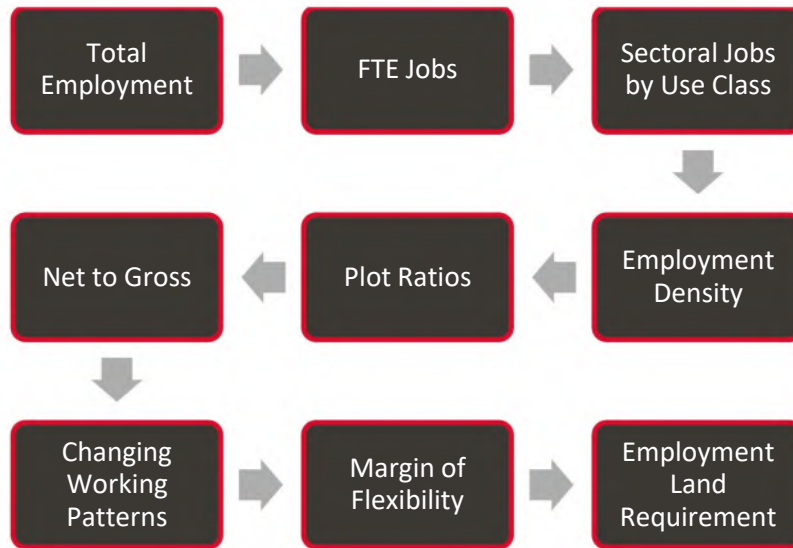 Total
Employment
FTE Jobs
Sectoral Jobs
by Use Class
Employment
Density
Plot Ratios
Net to Gross
Changing
Working
Patterns
Margin of
Flexibility
Employment
Land
Requirement